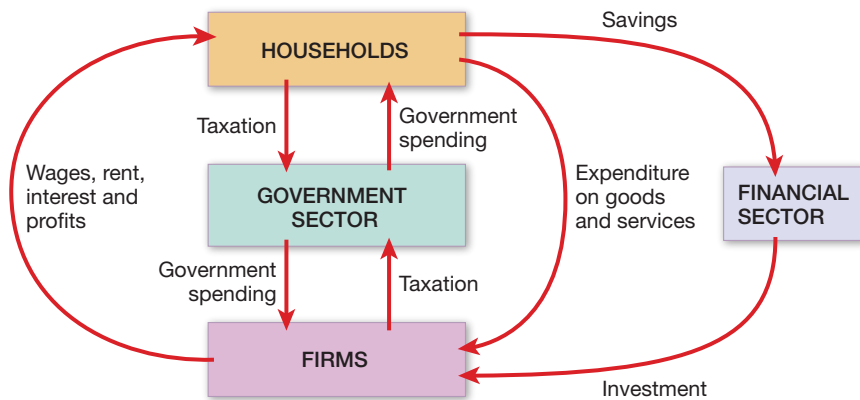 Savings
HOUSEHOLDS
Taxation
Government
spending
Wages, rent,
interest and
profits
GOVERNMENT
SECTOR
Expenditure
on goods
and services
FINANCIAL
SECTOR
Government
spending
Taxation
FIRMS
Investment